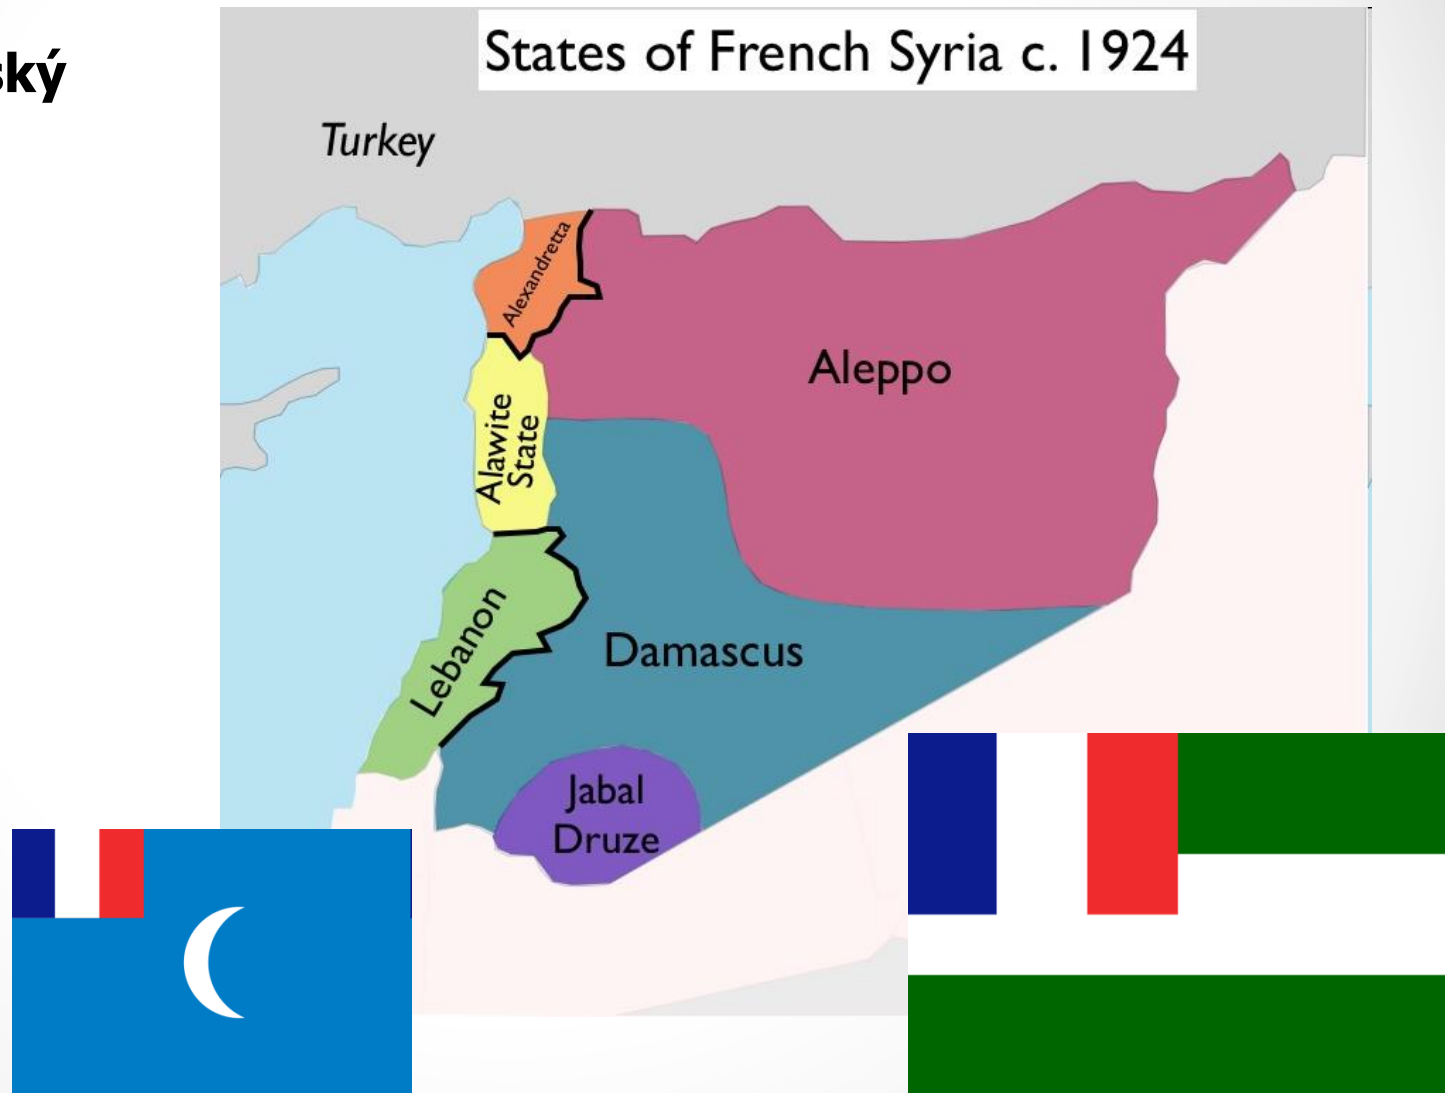 ský
States of French Syria c. 1924
Turkey
Alexandretta
Aleppo
Alawite
State
Lebanon
Damascus
Jabal
Druze